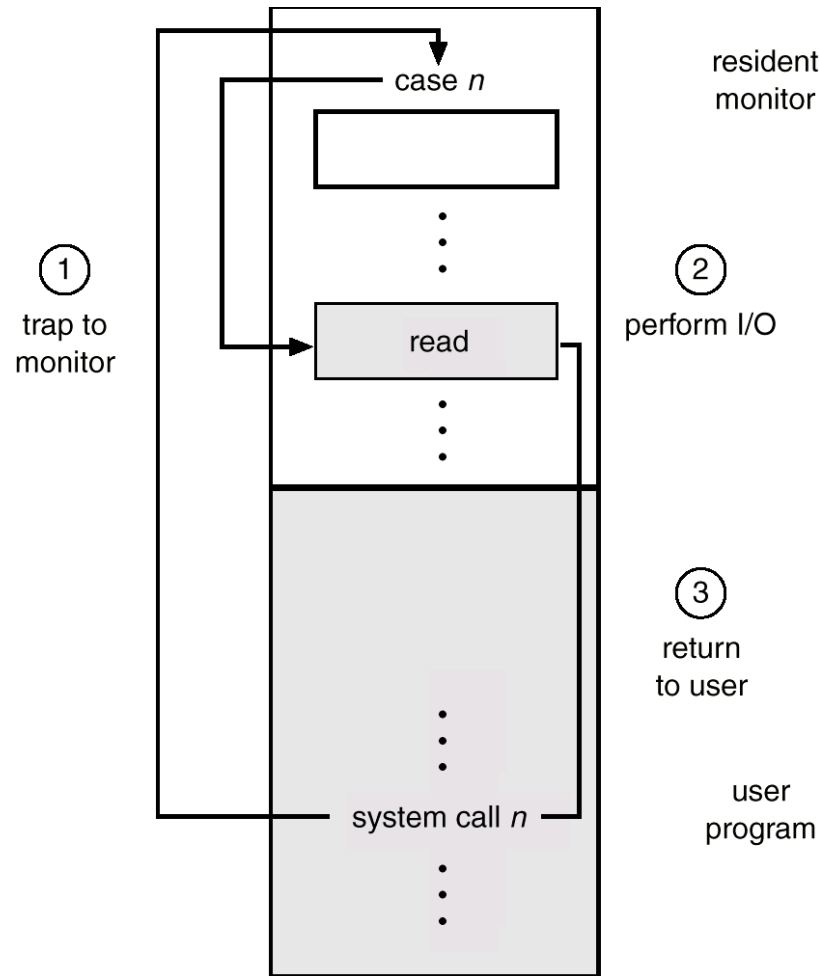 case n
resident
monitor
1
trap to
monitor
2
perform I/O
read
3
return
to user
system call n
user
program